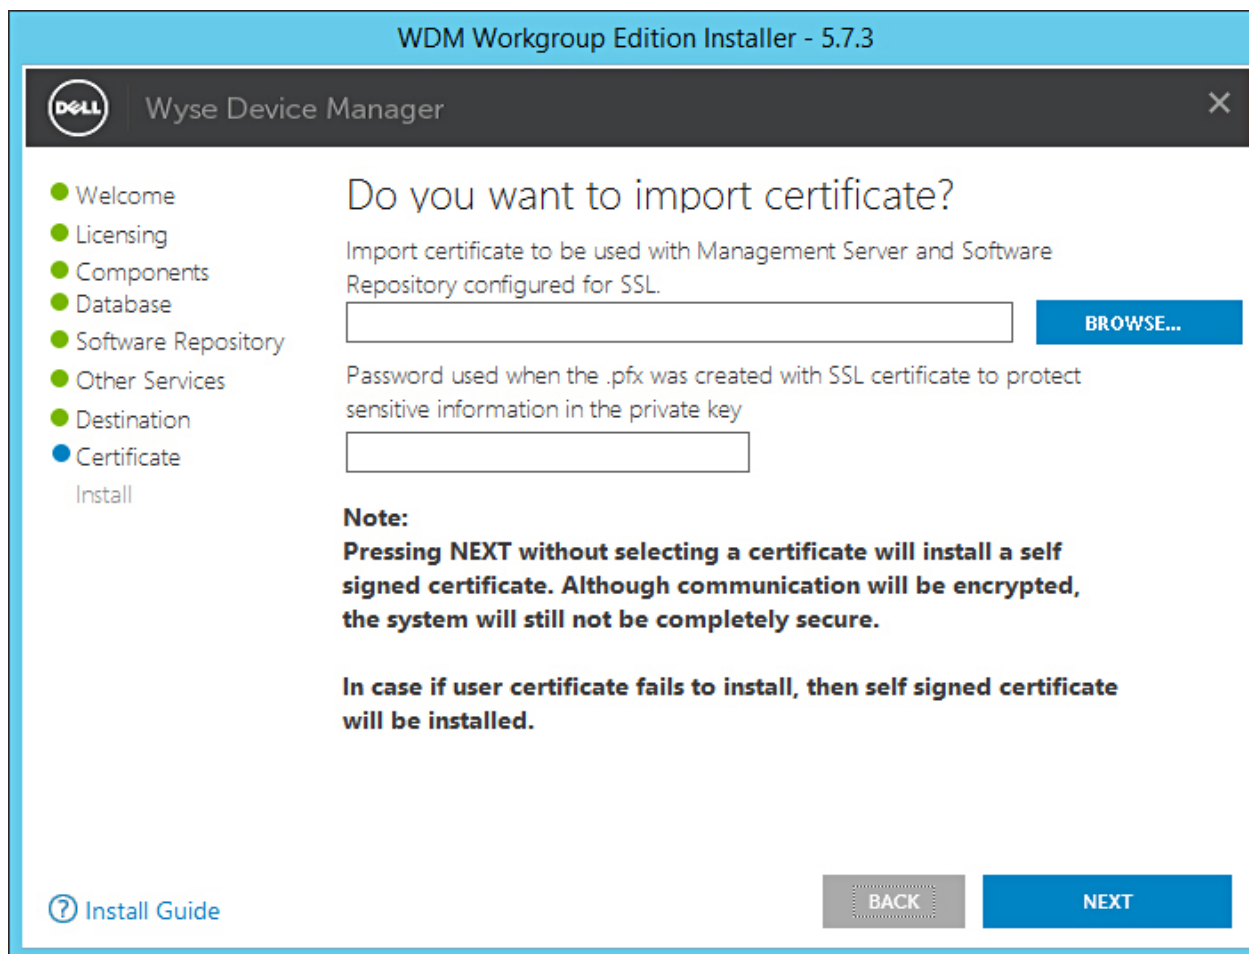 WDM Workgroup Edition Installer - 5.7.3
DELL
Wyse Device Manager
Welcome
Licensing
Components
Database
Software Repository
Other Services
Destination
Certificate
Install
Do you want to import certificate?
Import certificate to be used with Management Server and Software
Repository configured for SSL.
BROWSE...
Password used when the .pfx was created with SSL certificate to protect
sensitive information in the private key
Note:
Pressing NEXT without selecting a certificate will install a self
signed certificate. Although communication will be encrypted,
the system will still not be completely secure.
In case if user certificate fails to install, then self signed certificate
will be installed.
? Install Guide
BACK
NEXT